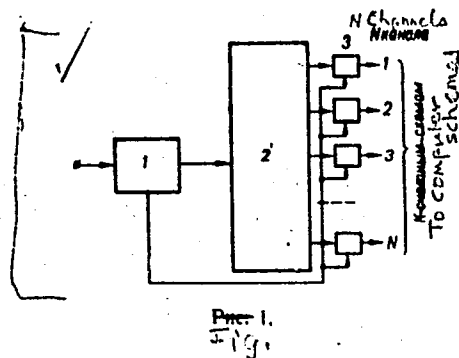 N Channels
N каналов
3
1
2
3
N
1
2'
To computer
schemes
Рис. 1.
Fig.